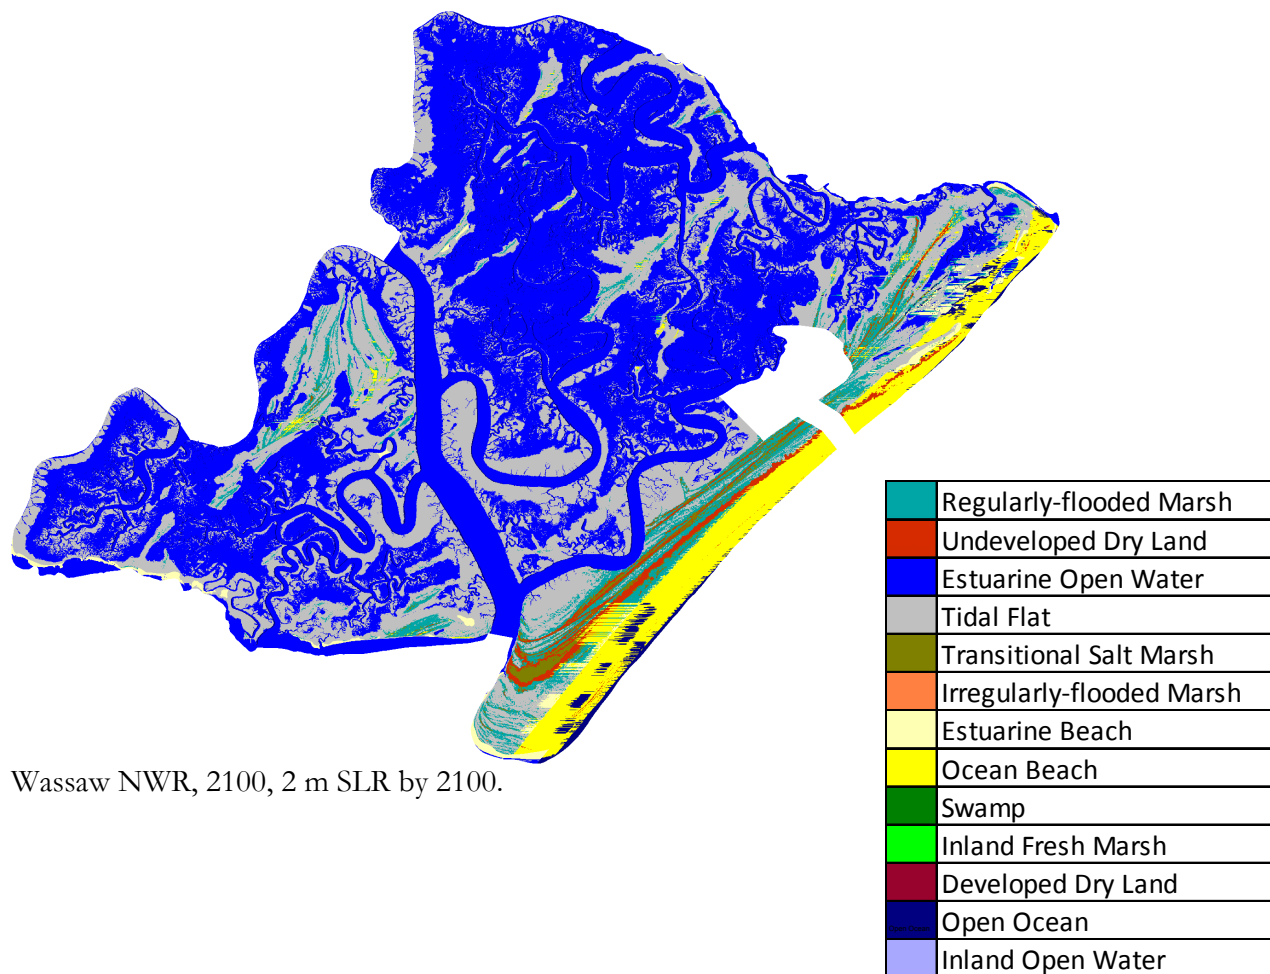 Regularly-flooded Marsh
Undeveloped Dry Land
Estuarine Open Water
Tidal Flat
Transitional Salt Marsh
Irregularly-flooded Marsh
Estuarine Beach
Ocean Beach
Wassaw NWR, 2100, 2 m SLR by 2100.
Swamp
Inland Fresh Marsh
Developed Dry Land
Open Ocean
Inland Open Water